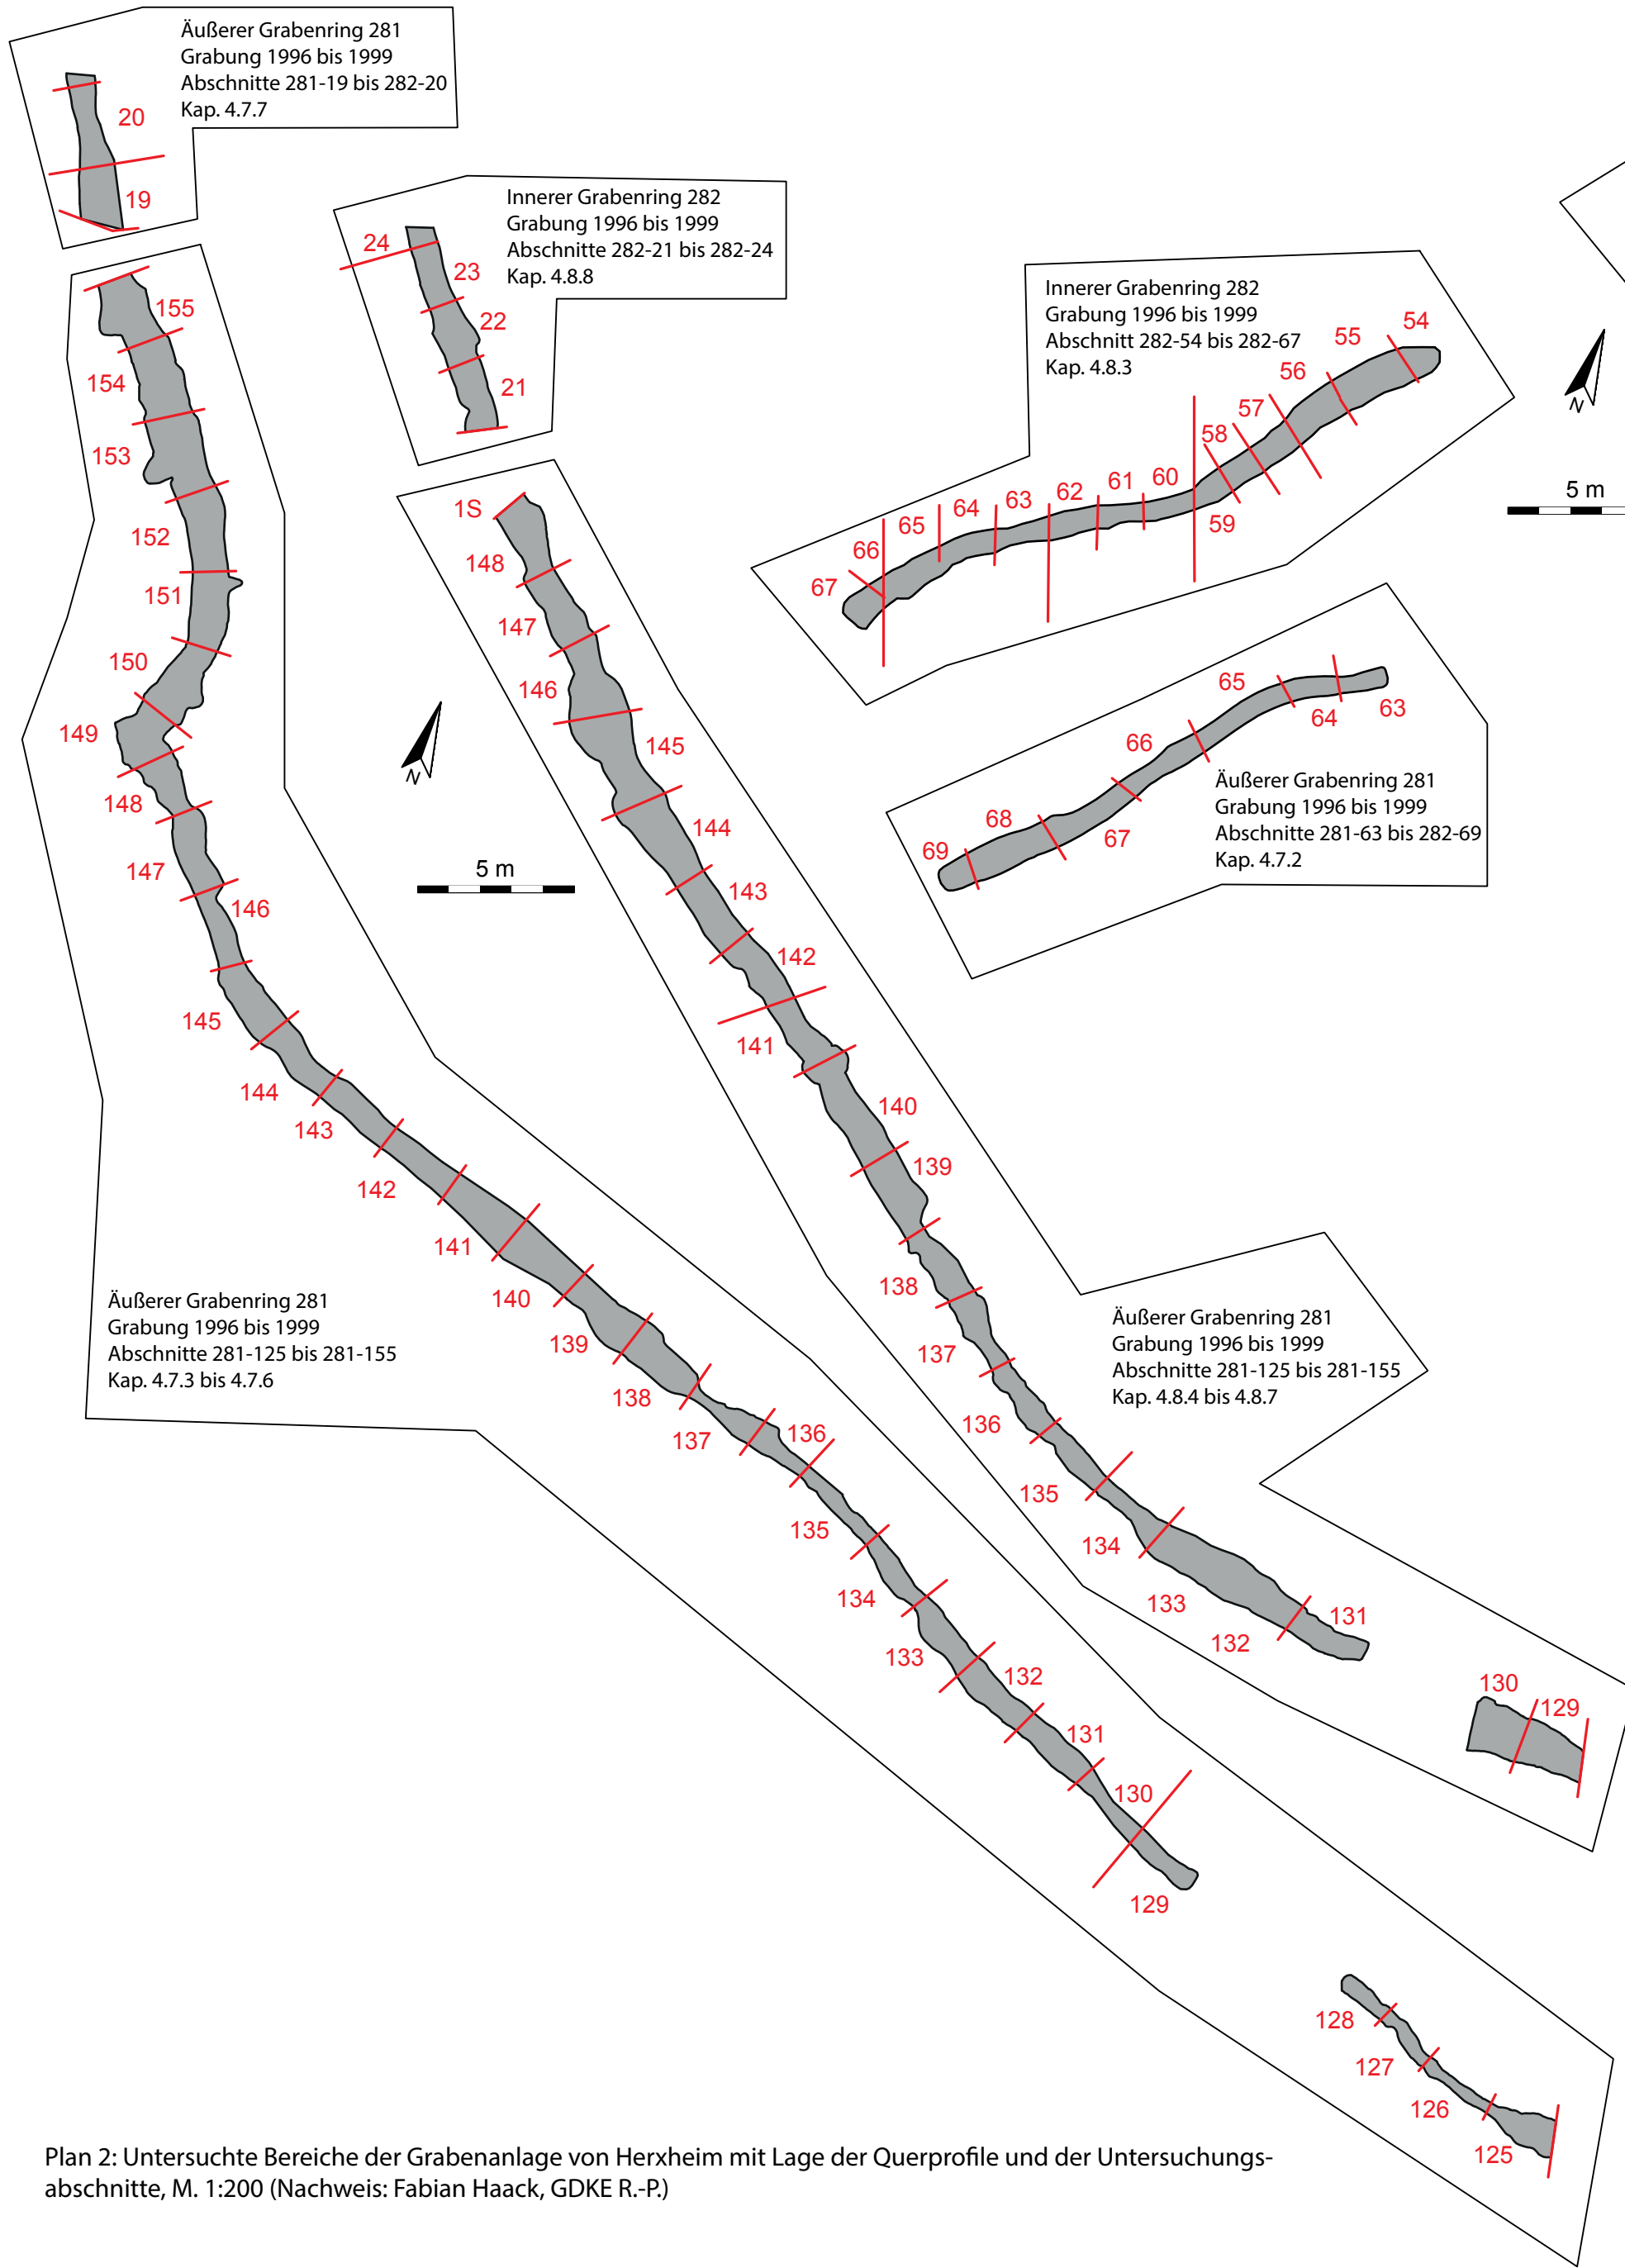 Äußerer Grabenring 281
Grabung 1996 bis 1999
Abschnitte 281-19 bis 282-20
Kap. 4.7.7
20
19
Innerer Grabenring 282
Grabung 1996 bis 1999
Abschnitte 282-21 bis 282-24
Kap. 4.8.8
24
23
22
21
Innerer Grabenring 282
Grabung 1996 bis 1999
Abschnitt 282-54 bis 282-67
Kap. 4.8.3
54
55
56
57
58
59
60
61
62
63
64
65
66
67
N
5 m
Äußerer Grabenring 281
Grabung 1996 bis 1999
Abschnitte 281-63 bis 282-69
Kap. 4.7.2
63
64
65
66
67
68
69
155
154
153
152
151
150
149
148
147
146
145
144
143
142
141
140
139
138
137
136
135
134
133
132
131
130
129
128
127
126
125
Äußerer Grabenring 281
Grabung 1996 bis 1999
Abschnitte 281-125 bis 281-155
Kap. 4.7.3 bis 4.7.6
N
5 m
1S
148
147
146
145
144
143
142
141
140
139
138
137
136
135
134
133
132
131
130
129
Äußerer Grabenring 281
Grabung 1996 bis 1999
Abschnitte 281-125 bis 281-155
Kap. 4.8.4 bis 4.8.7
Plan 2: Untersuchte Bereiche der Grabenanlage von Herxheim mit Lage der Querprofile und der Untersuchungs-
abschnitte, M. 1:200 (Nachweis: Fabian Haack, GDKE R.-P.)